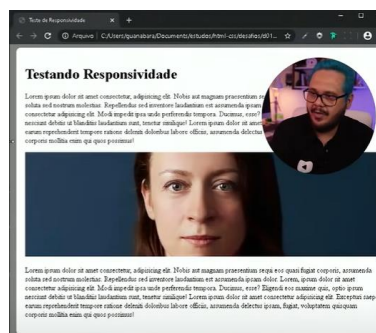 Teste de Responsividade
Arquivo | C:/Users/guanabara/Documents/estudos/html-css/desafios/d01...
Testando Responsividade
Lorem ipsum dolor sit amet consectetur, adipisicing elit. Nobis aut magnam praesentium se
soluta sed nostrum molestias. Repellendus sed inventore laudantium est assumenda ipsam
consectetur adipisicing elit. Modi impedit ipsa unde perferendis tempora. Ducimus, esse?
nesciunt debitis ut blanditiis laudantium sunt, tenetur similique! Lorem ipsum dolor sit amet
earum reprehenderit tempore ratione deleniti doloribus labore officiis, assumenda delectus
corporis mollitia enim qui quos possimus!
Lorem ipsum dolor sit amet consectetur, adipisicing elit. Nobis aut magnam praesentium sequi eos quasi fugiat corporis, assumenda
soluta sed nostrum molestias. Repellendus sed inventore laudantium est assumenda ipsam dolor. Lorem, ipsum dolor sit amet
consectetur adipisicing elit. Modi impedit ipsa unde perferendis tempora. Ducimus, esse? Eligendi eos maxime quis, optio ipsum
nesciunt debitis ut blanditiis laudantium sunt, tenetur similique! Lorem ipsum dolor sit amet consectetur adipisicing elit. Excepturi saepe
earum reprehenderit tempore ratione deleniti doloribus labore officiis, assumenda delectus ipsam, fugiat, voluptatem quisquam
corporis mollitia enim qui quos possimus!